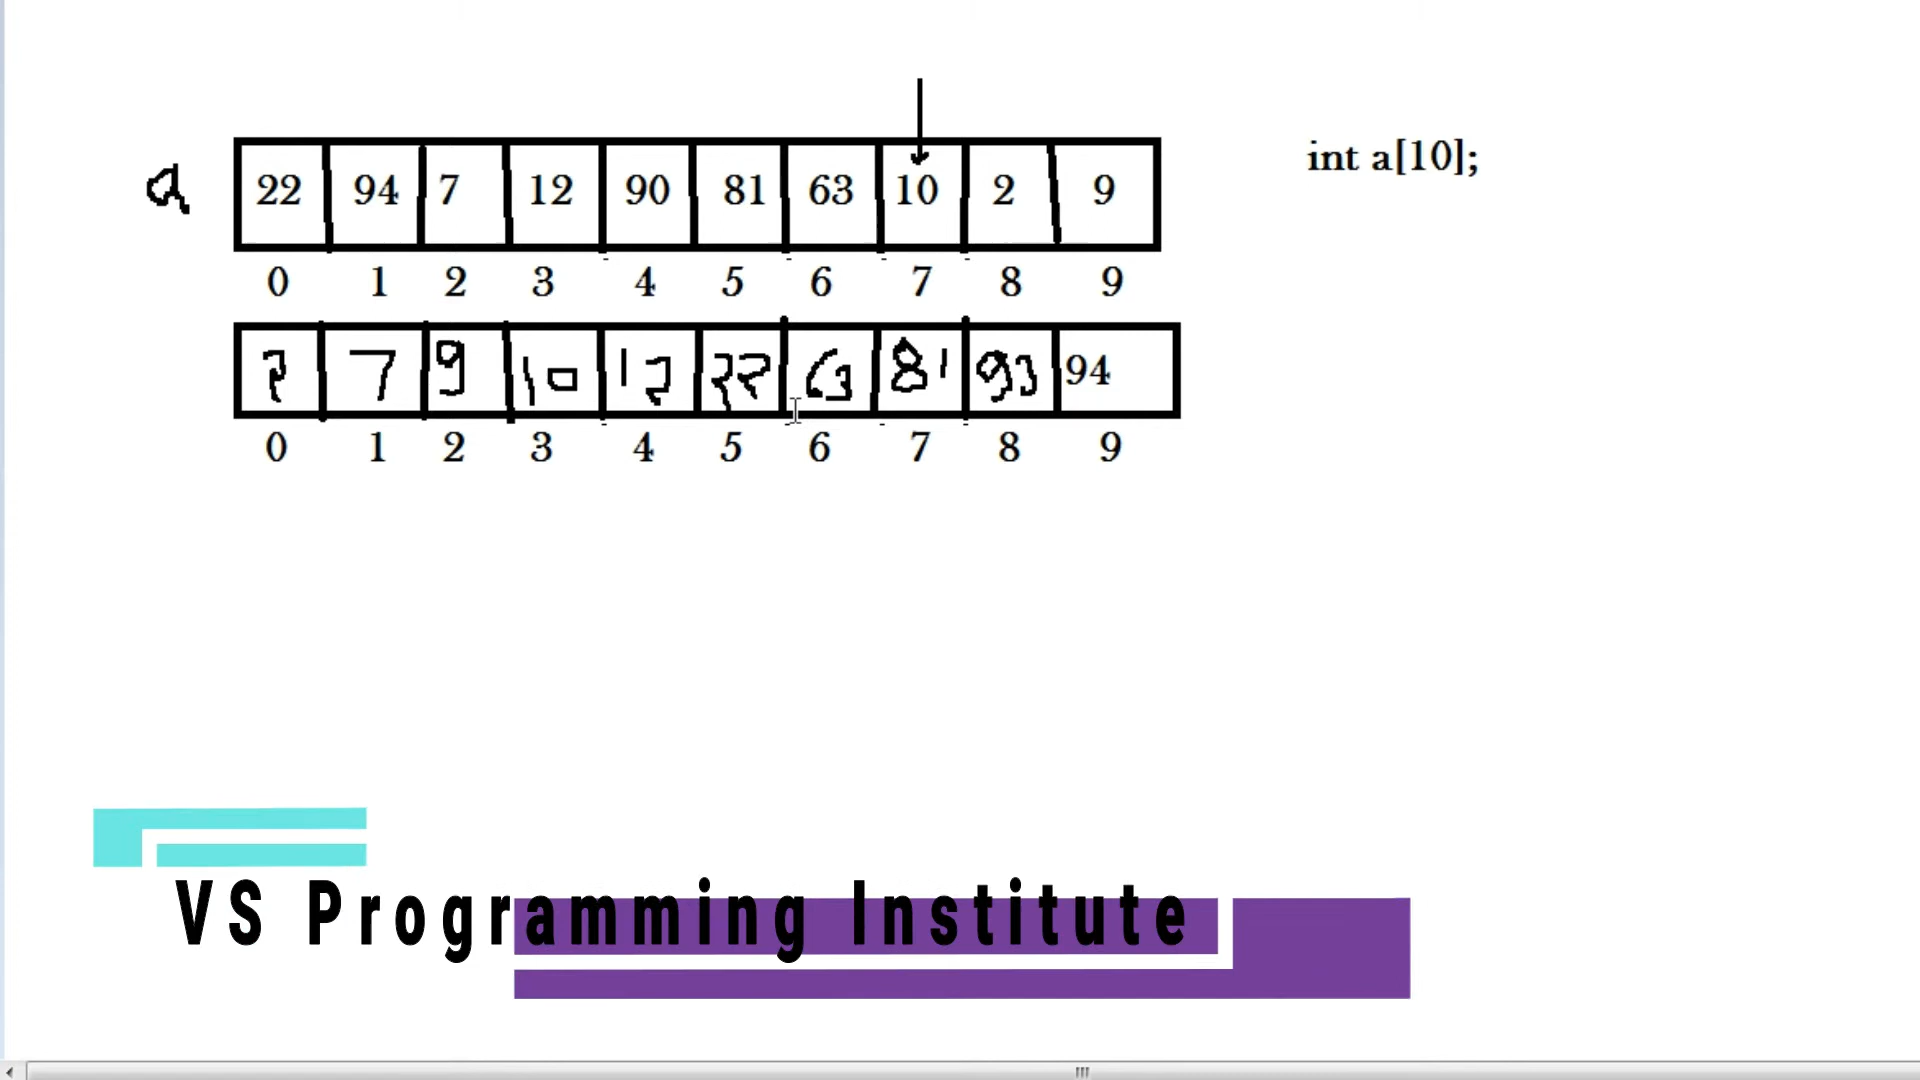 int a[10];
a 22 94 7 12 90 81 63 10 2 9
0 1 2 3 4 5 6 7 8 9
2 7 9 10 12 22 63 81 90 94
0 1 2 3 4 5 6 7 8 9
VS Programming Institute